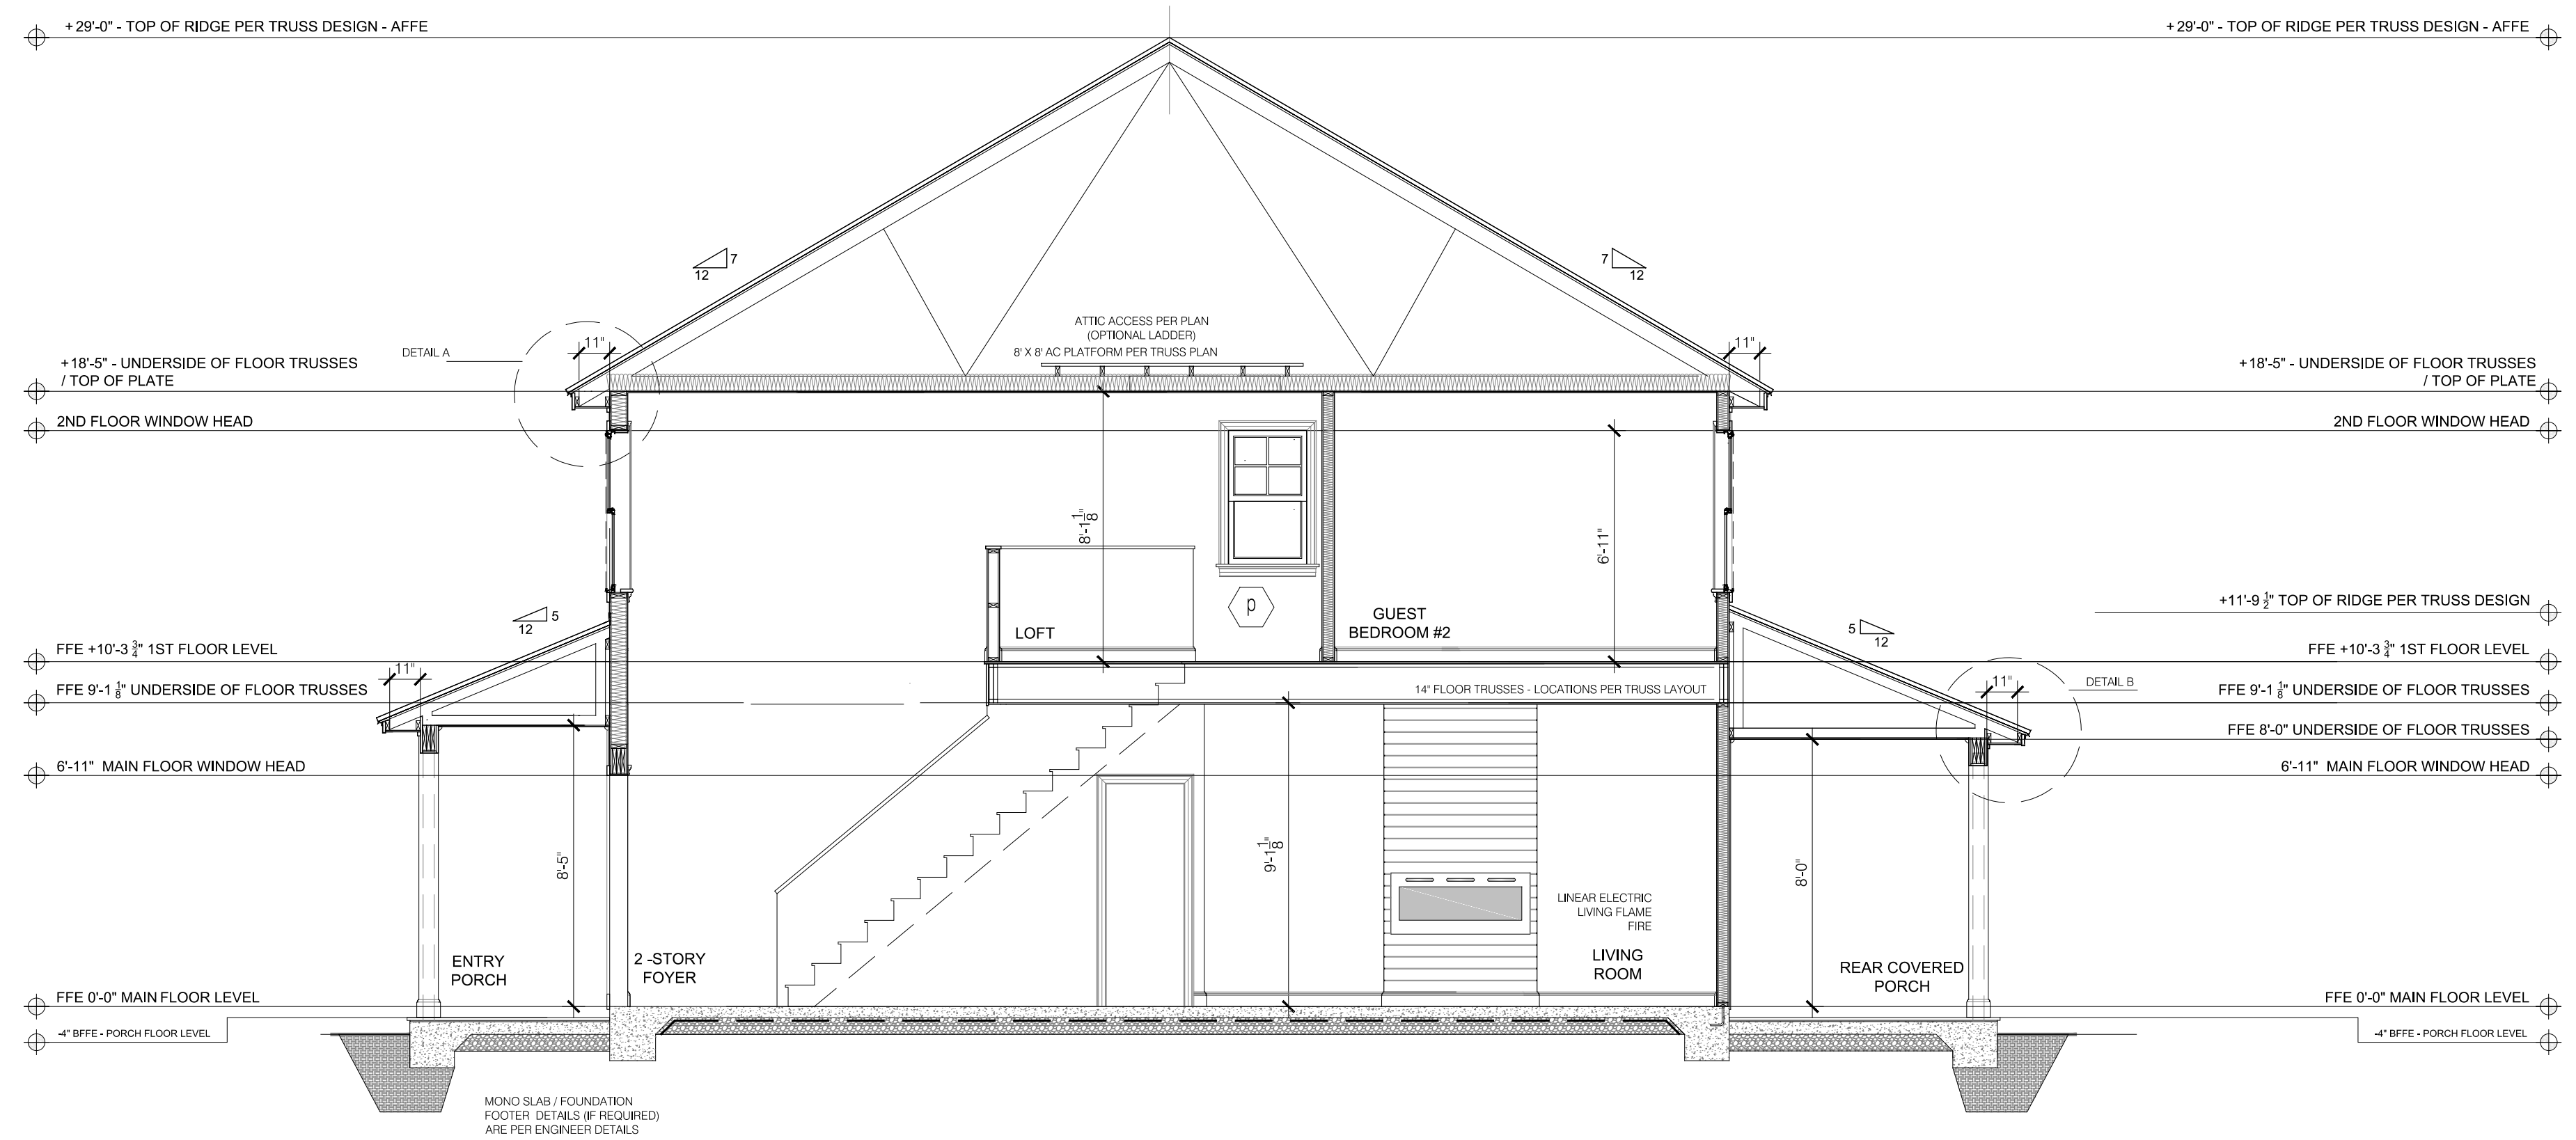 +29'-0" - TOP OF RIDGE PER TRUSS DESIGN - AFFE
+29'-0" - TOP OF RIDGE PER TRUSS DESIGN - AFFE
7
12
7
12
ATTIC ACCESS PER PLAN
(OPTIONAL LADDER)
8' X 8' AC PLATFORM PER TRUSS PLAN
DETAIL A
11"
11"
+18'-5" - UNDERSIDE OF FLOOR TRUSSES
/ TOP OF PLATE
+18'-5" - UNDERSIDE OF FLOOR TRUSSES
/ TOP OF PLATE
2ND FLOOR WINDOW HEAD
2ND FLOOR WINDOW HEAD
8'-1 1/8"
6'-11"
p
5
12
LOFT
GUEST
BEDROOM #2
+11'-9 1/2" TOP OF RIDGE PER TRUSS DESIGN
5
12
FFE +10'-3 3/4" 1ST FLOOR LEVEL
FFE +10'-3 3/4" 1ST FLOOR LEVEL
11"
11"
DETAIL B
FFE 9'-1 1/8" UNDERSIDE OF FLOOR TRUSSES
14" FLOOR TRUSSES - LOCATIONS PER TRUSS LAYOUT
FFE 9'-1 1/8" UNDERSIDE OF FLOOR TRUSSES
FFE 8'-0" UNDERSIDE OF FLOOR TRUSSES
6'-11" MAIN FLOOR WINDOW HEAD
6'-11" MAIN FLOOR WINDOW HEAD
8'-5"
9'-1 1/8"
8'-0"
LINEAR ELECTRIC
LIVING FLAME
FIRE
ENTRY
PORCH
2 -STORY
FOYER
LIVING
ROOM
REAR COVERED
PORCH
FFE 0'-0" MAIN FLOOR LEVEL
FFE 0'-0" MAIN FLOOR LEVEL
-4" BFFE - PORCH FLOOR LEVEL
-4" BFFE - PORCH FLOOR LEVEL
MONO SLAB / FOUNDATION
FOOTER DETAILS (IF REQUIRED)
ARE PER ENGINEER DETAILS